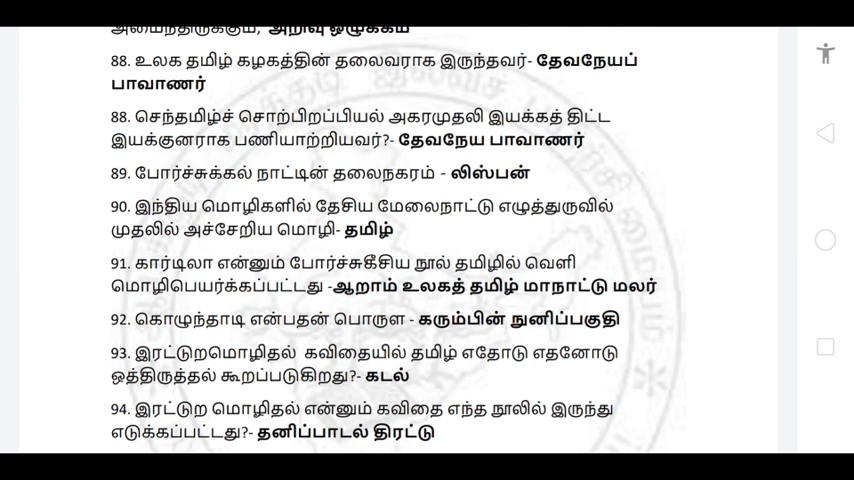 அமைந்திருக்கும், அறிவு ஒழுக்கம்
88. உலக தமிழ் கழகத்தின் தலைவராக இருந்தவர்- தேவநேயப்
பாவாணர்
88. செந்தமிழ்ச் சொற்பிறப்பியல் அகரமுதலி இயக்கத் திட்ட
இயக்குனராக பணியாற்றியவர்?- தேவநேய பாவாணர்
89. போர்ச்சுக்கல் நாட்டின் தலைநகரம் - லிஸ்பன்
90. இந்திய மொழிகளில் தேசிய மேலைநாட்டு எழுத்துருவில்
முதலில் அச்சேறிய மொழி- தமிழ்
91. கார்டிலா என்னும் போர்ச்சுகீசிய நூல் தமிழில் வெளி
மொழிபெயர்க்கப்பட்டது -ஆறாம் உலகத் தமிழ் மாநாட்டு மலர்
92. கொழுந்தாடி என்பதன் பொருள - கரும்பின் நுனிப்பகுதி
93. இரட்டுறமொழிதல் கவிதையில் தமிழ் எதோடு எதனோடு
ஒத்திருத்தல் கூறப்படுகிறது?- கடல்
94. இரட்டுற மொழிதல் என்னும் கவிதை எந்த நூலில் இருந்து
எடுக்கப்பட்டது?- தனிப்பாடல் திரட்டு